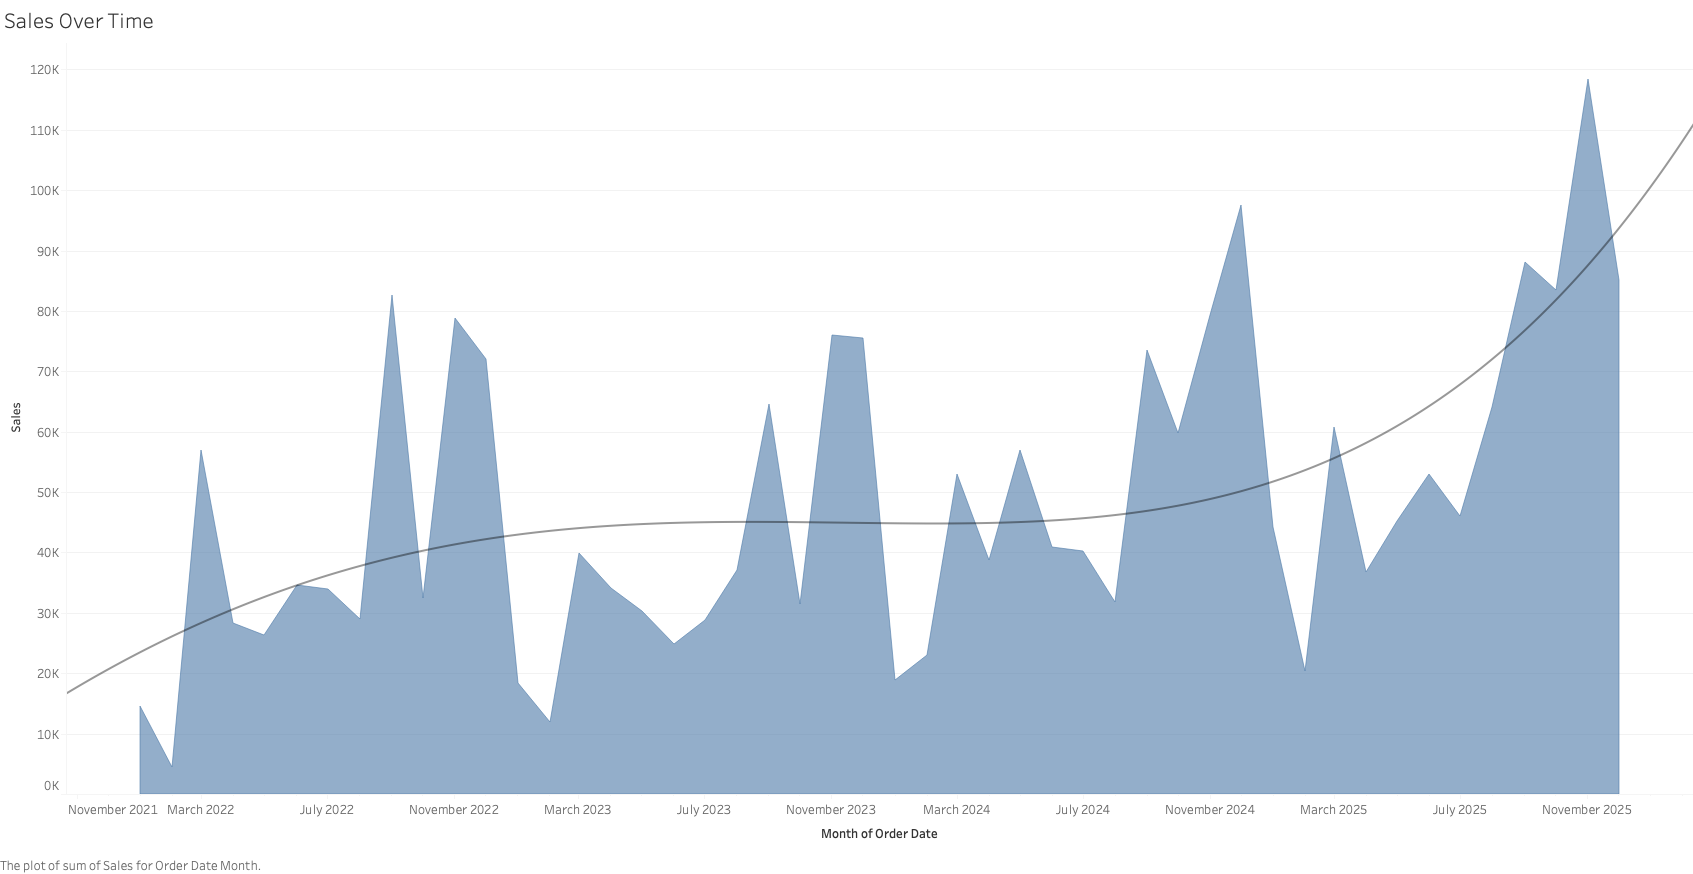 Sales Over Time
120K
110K
100K
90K
80K
70K
60K
50K
40K
30K
20K
10K
0K
Sales
November 2021 March 2022 July 2022 November 2022 March 2023 July 2023 November 2023 March 2024 July 2024 November 2024 March 2025 July 2025 November 2025
Month of Order Date
The plot of sum of Sales for Order Date Month.